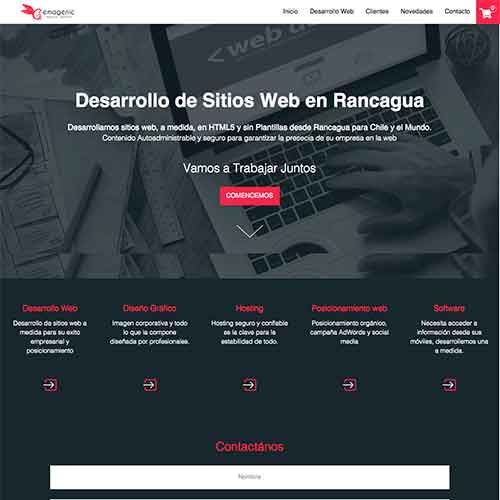 emagenic
Inicio Desarrollo Web Clientes Novedades Contacto
0
<web de
Desarrollo de Sitios Web en Rancagua
Desarrollamos sitios web, a medida, en HTML5 y sin Plantillas desde Rancagua para Chile y el Mundo.
Contenido Autoadministrable y seguro para garantizar la presecia de su empresa en la web
Vamos a Trabajar Juntos
COMENCEMOS
Desarrollo Web
Desarrollo de sitios web a
medida para su exito
empresarial y
posicionamiento
Diseño Gráfico
Imagen corporativa y todo
lo que la compone
diseñada por profesionales.
Hosting
Hosting seguro y confiable
es la clave para la
estabilidad de todo.
Posicionamiento web
Posicionamiento orgánico,
campaña AdWords y social
media
Software
Necesita acceder a
información desde sus
móviles, desarrollemos una
a medida.
Contactános
Nombre